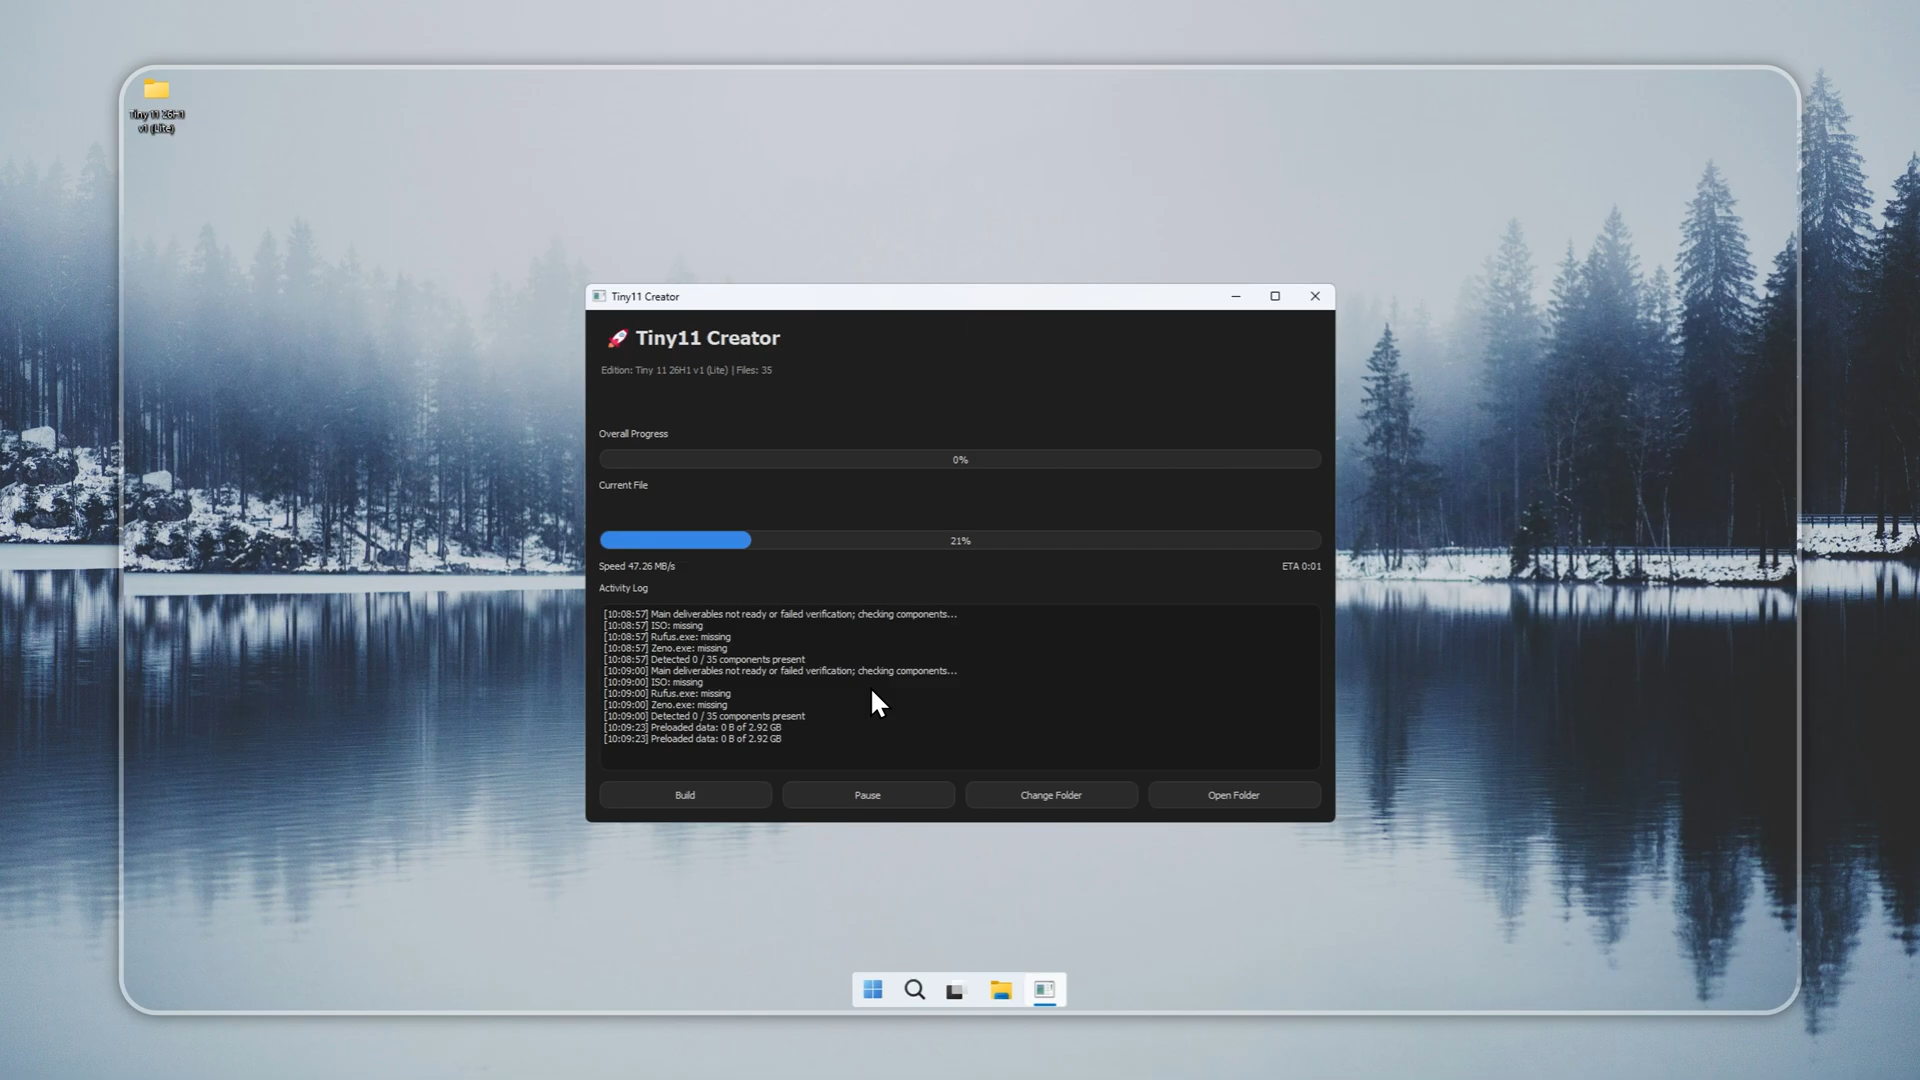 Tiny 11 26H1
v1 (Lite)
Tiny11 Creator
Tiny11 Creator
Edition: Tiny 11 26H1 v1 (Lite) | Files: 35
Overall Progress
0%
Current File
21%
Speed 47.26 MB/s
ETA 0:01
Activity Log
[10:08:57] Main deliverables not ready or failed verification; checking components...
[10:08:57] ISO: missing
[10:08:57] Rufus.exe: missing
[10:08:57] Zeno.exe: missing
[10:08:57] Detected 0 / 35 components present
[10:09:00] Main deliverables not ready or failed verification; checking components...
[10:09:00] ISO: missing
[10:09:00] Rufus.exe: missing
[10:09:00] Zeno.exe: missing
[10:09:00] Detected 0 / 35 components present
[10:09:23] Preloaded data: 0 B of 2.92 GB
[10:09:23] Preloaded data: 0 B of 2.92 GB
Build
Pause
Change Folder
Open Folder